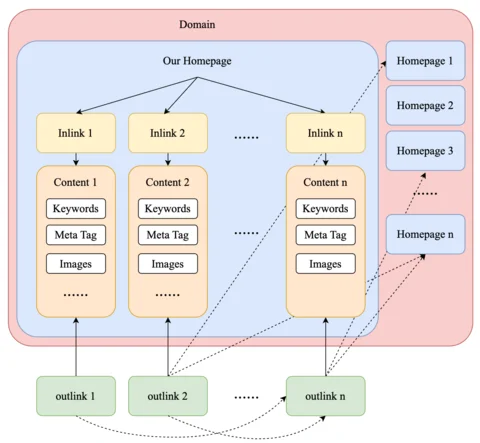 Domain
Our Homepage
Homepage 1
Homepage 2
Homepage 3
......
Homepage n
Inlink 1
Inlink 2
......
Inlink n
Content 1
Keywords
Meta Tag
Images
......
Content 2
Keywords
Meta Tag
Images
......
......
Content n
Keywords
Meta Tag
Images
outlink 1
outlink 2
......
outlink n